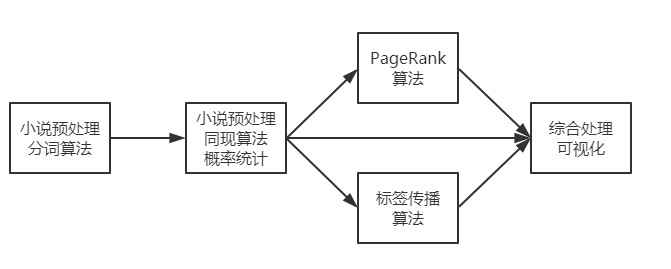 小说预处理
分词算法
小说预处理
同现算法
概率统计
PageRank
算法
标签传播
算法
综合处理
可视化